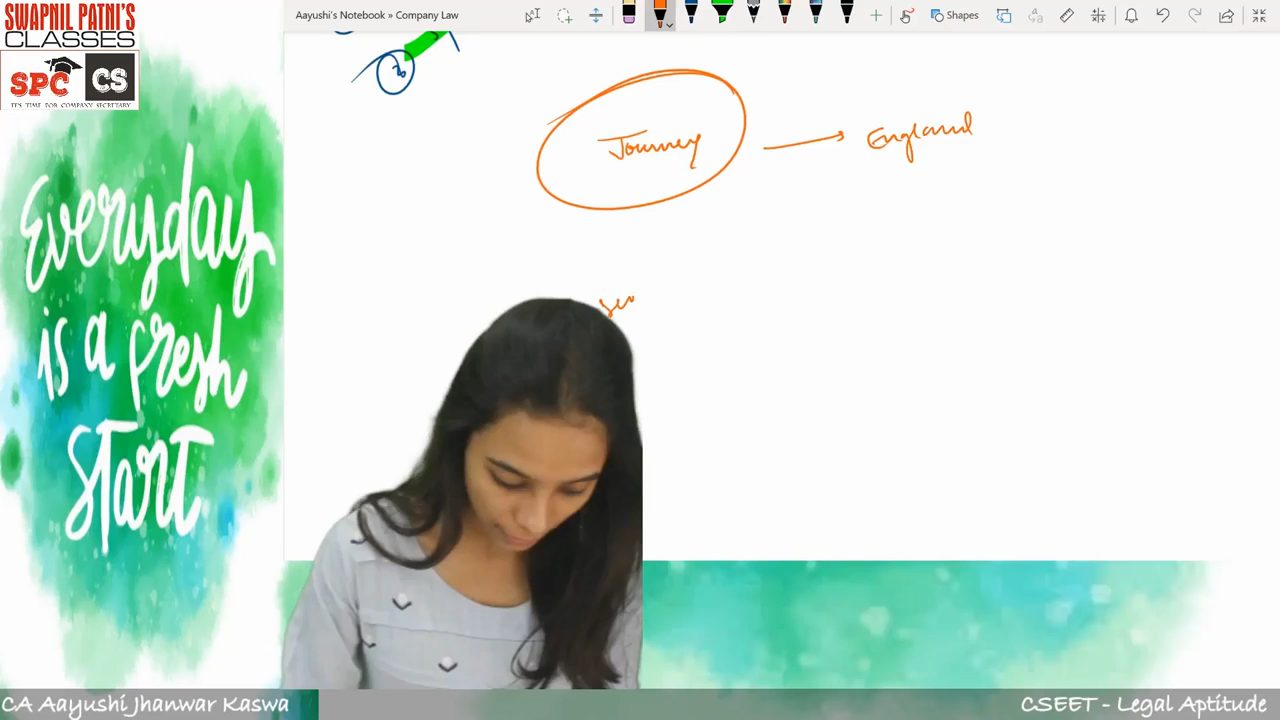 SWAPNIL PATNI'S
CLASSES
SPC CS
IT'S TIME FOR COMPANY SECRETARY
Everyday
is a
fresh
start
Aayushi's Notebook » Company Law
Shapes
Journey → England
CA Aayushi Jhanwar Kaswa
CSEET - Legal Aptitude